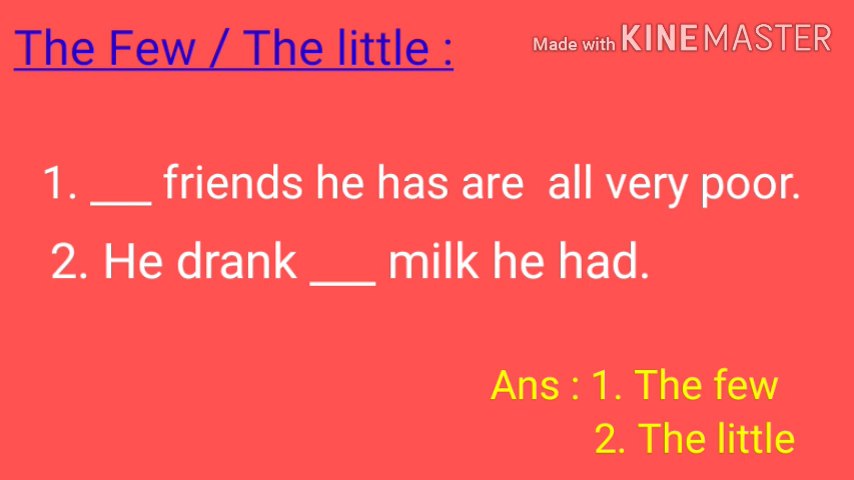 The Few / The little :
Made with KINEMASTER
1. ___ friends he has are all very poor.
2. He drank ___ milk he had.
Ans : 1. The few
2. The little